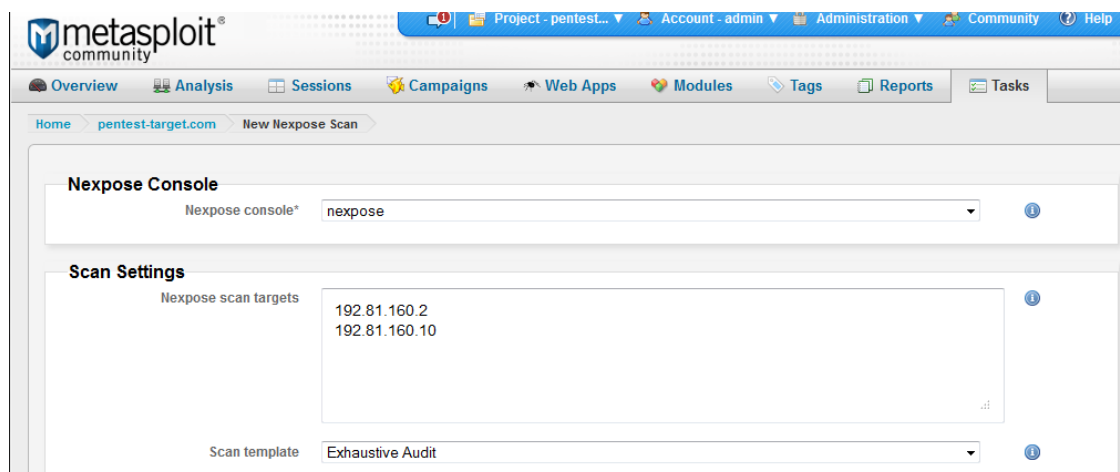 1 Project - pentest... ▼ Account - admin ▼ Administration ▼ Community ? Help
metasploit®
community
Overview Analysis Sessions Campaigns Web Apps Modules Tags Reports Tasks
Home pentest-target.com New Nexpose Scan
Nexpose Console
Nexpose console* nexpose
Scan Settings
Nexpose scan targets
192.81.160.2
192.81.160.10
Scan template Exhaustive Audit